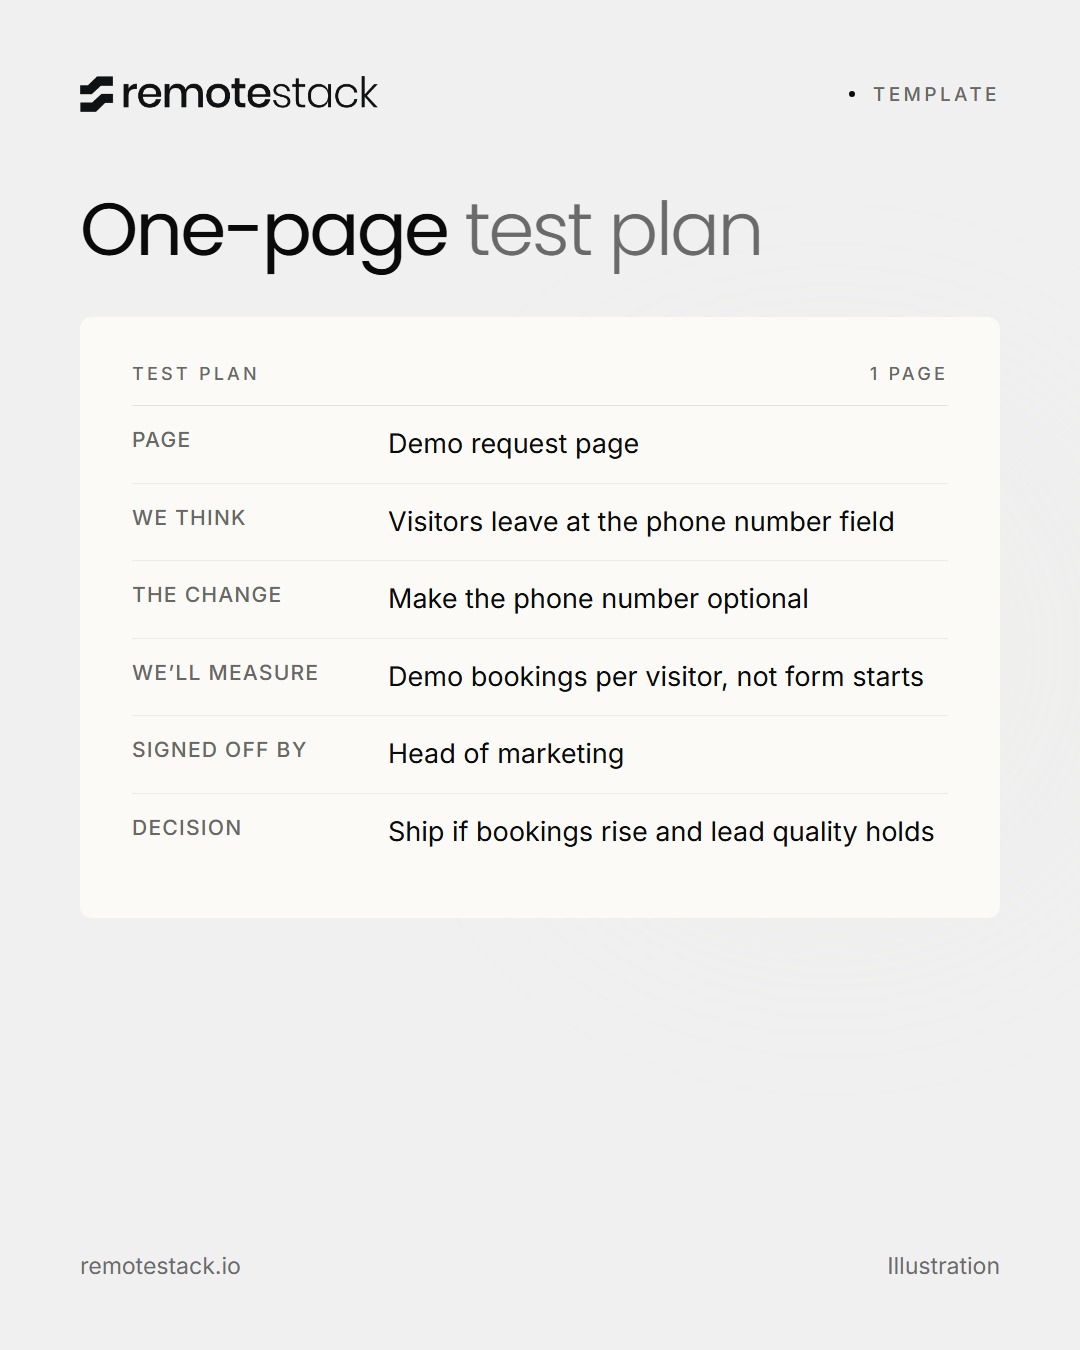 remotestack
• TEMPLATE
One-page test plan
TEST PLAN 1 PAGE
PAGE Demo request page
WE THINK Visitors leave at the phone number field
THE CHANGE Make the phone number optional
WE’LL MEASURE Demo bookings per visitor, not form starts
SIGNED OFF BY Head of marketing
DECISION Ship if bookings rise and lead quality holds
remotestack.io Illustration